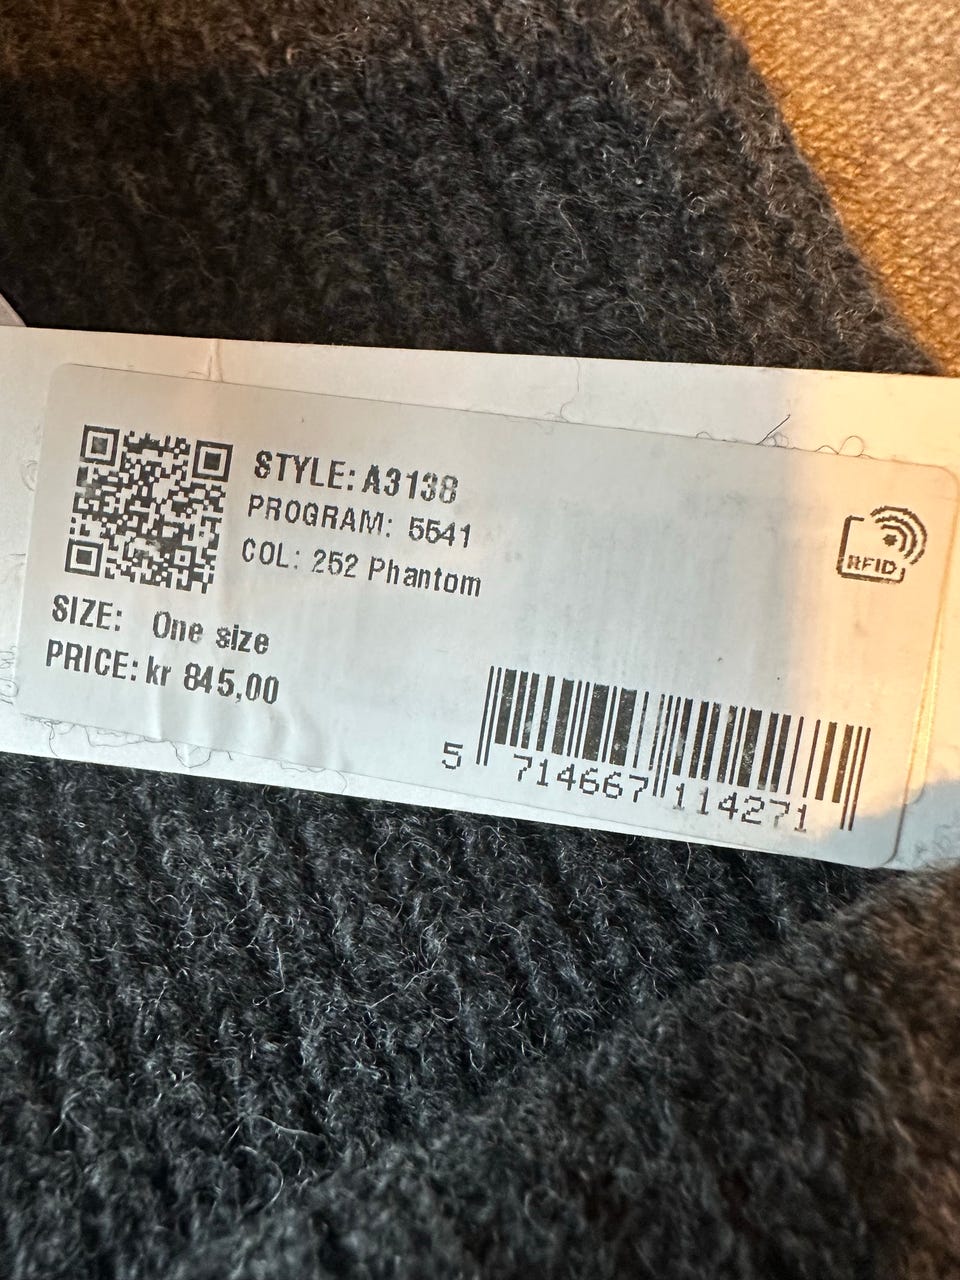 STYLE: A3138
PROGRAM: 5541
COL: 252 Phantom
SIZE: One size
PRICE: kr 845,00
RFID
5 714667 114271